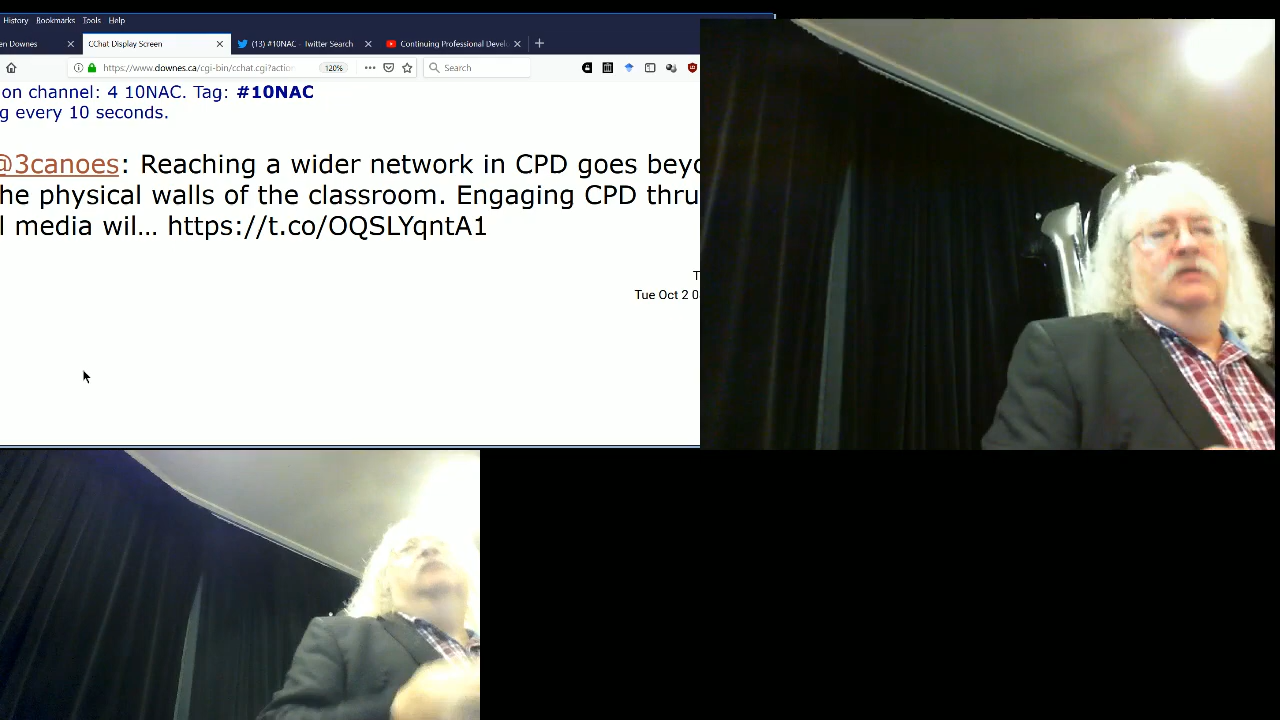 History Bookmarks Tools Help
en Downes
CChat Display Screen
(13) #10NAC - Twitter Search
Continuing Professional Devel
https://www.downes.ca/cgi-bin/cchat.cgi?actio
120%
Search
on channel: 4 10NAC. Tag: #10NAC
g every 10 seconds.
@3canoes: Reaching a wider network in CPD goes beyo
he physical walls of the classroom. Engaging CPD thru
l media wil… https://t.co/OQSLYqntA1
T
Tue Oct 2 0